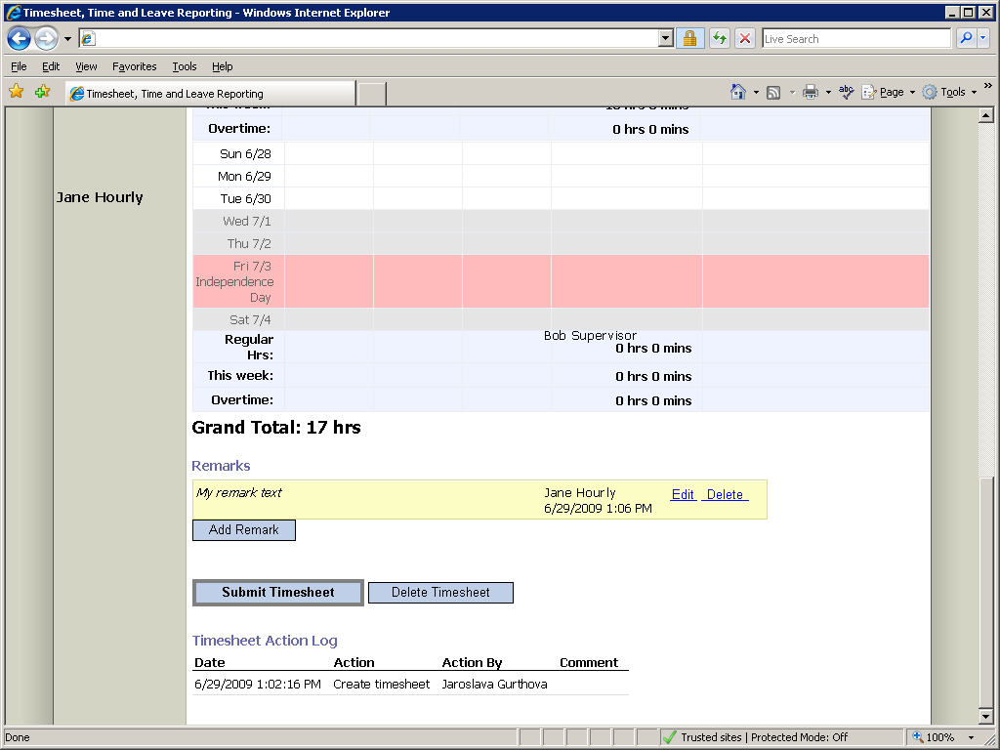 Timesheet, Time and Leave Reporting - Windows Internet Explorer
Live Search
File Edit View Favorites Tools Help
Timesheet, Time and Leave Reporting
Page Tools
Overtime: 0 hrs 0 mins
Sun 6/28
Mon 6/29
Jane Hourly
Tue 6/30
Wed 7/1
Thu 7/2
Fri 7/3
Independence
Day
Sat 7/4
Bob Supervisor
Regular
Hrs: 0 hrs 0 mins
This week: 0 hrs 0 mins
Overtime: 0 hrs 0 mins
Grand Total: 17 hrs
Remarks
My remark text Jane Hourly Edit Delete
6/29/2009 1:06 PM
Add Remark
Submit Timesheet Delete Timesheet
Timesheet Action Log
Date Action Action By Comment
6/29/2009 1:02:16 PM Create timesheet Jaroslava Gurthova
Done Trusted sites | Protected Mode: Off 100%